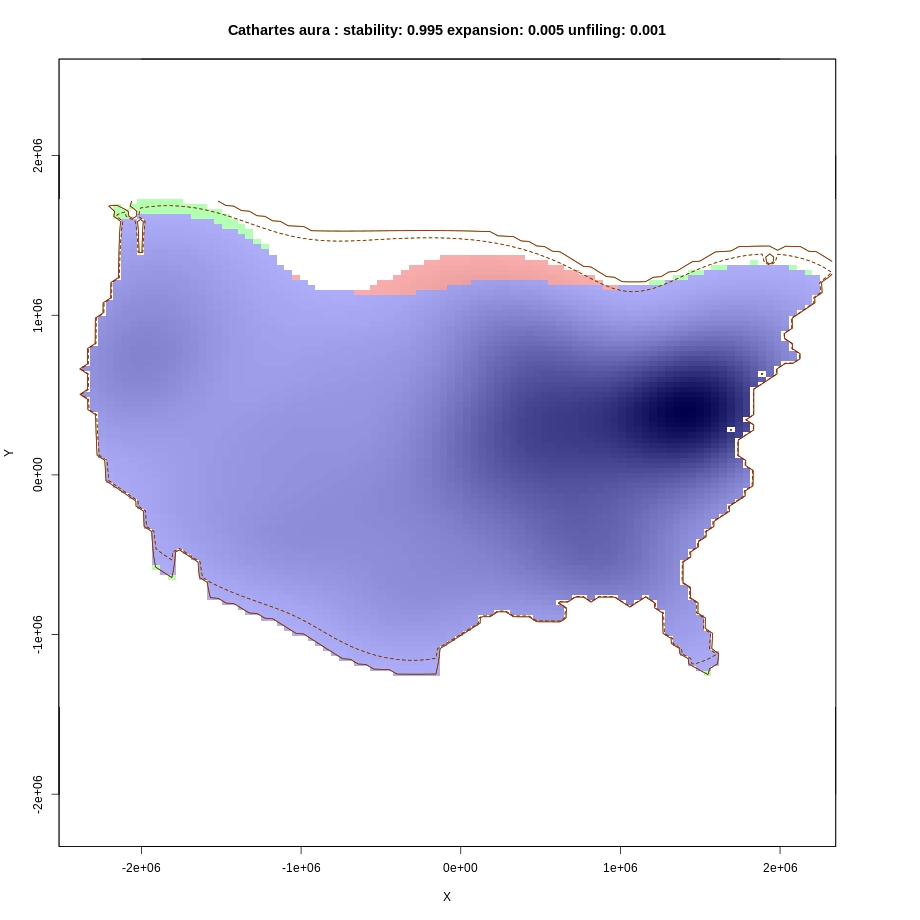 Cathartes aura : stability: 0.995 expansion: 0.005 unfiling: 0.001
2e+06
1e+06
0e+00
-1e+06
-2e+06
Y
-2e+06 -1e+06 0e+00 1e+06 2e+06
X